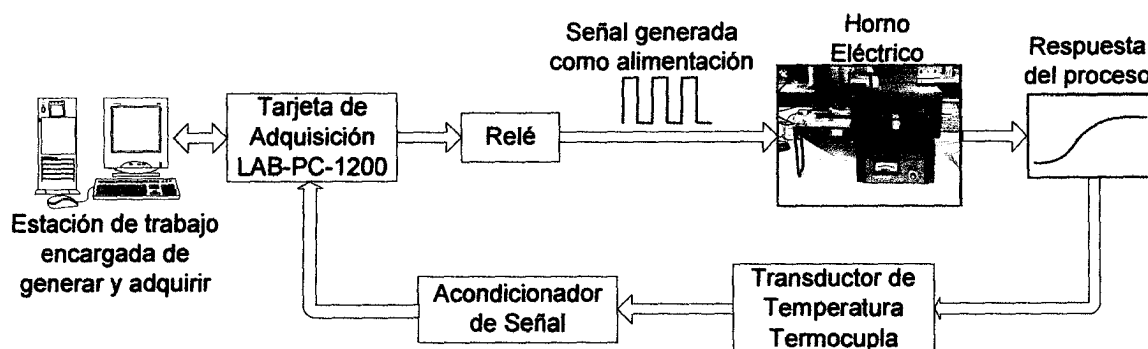 Señal generada
como alimentación
Horno
Eléctrico
Respuesta
del proceso
Tarjeta de
Adquisición
LAB-PC-1200
Relé
Estación de trabajo
encargada de
generar y adquirir
Acondicionador
de Señal
Transductor de
Temperatura
Termocupla